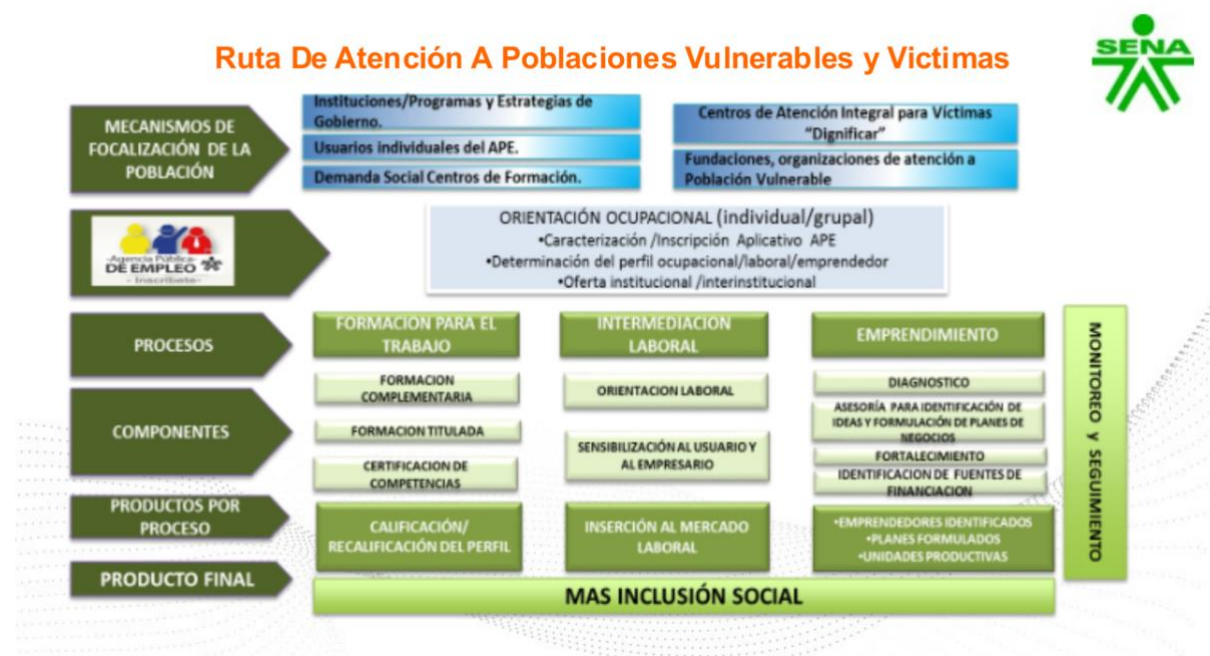 Ruta De Atención A Poblaciones Vulnerables y Victimas
SENA
MECANISMOS DE
FOCALIZACIÓN DE LA
POBLACIÓN
Instituciones/Programas y Estrategias de
Gobierno.
Usuarios individuales del APE.
Demanda Social Centros de Formación.
Centros de Atención Integral para Víctimas
“Dignificar”
Fundaciones, organizaciones de atención a
Población Vulnerable
-Agencia Pública-
DE EMPLEO
-Inscríbete-
ORIENTACIÓN OCUPACIONAL (individual/grupal)
•Caracterización /Inscripción Aplicativo APE
•Determinación del perfil ocupacional/laboral/emprendedor
•Oferta institucional /interinstitucional
PROCESOS
FORMACION PARA EL
TRABAJO
INTERMEDIACION
LABORAL
EMPRENDIMIENTO
COMPONENTES
FORMACION
COMPLEMENTARIA
FORMACION TITULADA
CERTIFICACION DE
COMPETENCIAS
ORIENTACION LABORAL
SENSIBILIZACIÓN AL USUARIO Y
AL EMPRESARIO
DIAGNOSTICO
ASESORÍA PARA IDENTIFICACIÓN DE
IDEAS Y FORMULACIÓN DE PLANES DE
NEGOCIOS
FORTALECIMIENTO
IDENTIFICACION DE FUENTES DE
FINANCIACION
PRODUCTOS POR
PROCESO
CALIFICACIÓN/
RECALIFICACIÓN DEL PERFIL
INSERCIÓN AL MERCADO
LABORAL
•EMPRENDEDORES IDENTIFICADOS
•PLANES FORMULADOS
•UNIDADES PRODUCTIVAS
PRODUCTO FINAL
MAS INCLUSIÓN SOCIAL
MONITOREO y SEGUIMIENTO